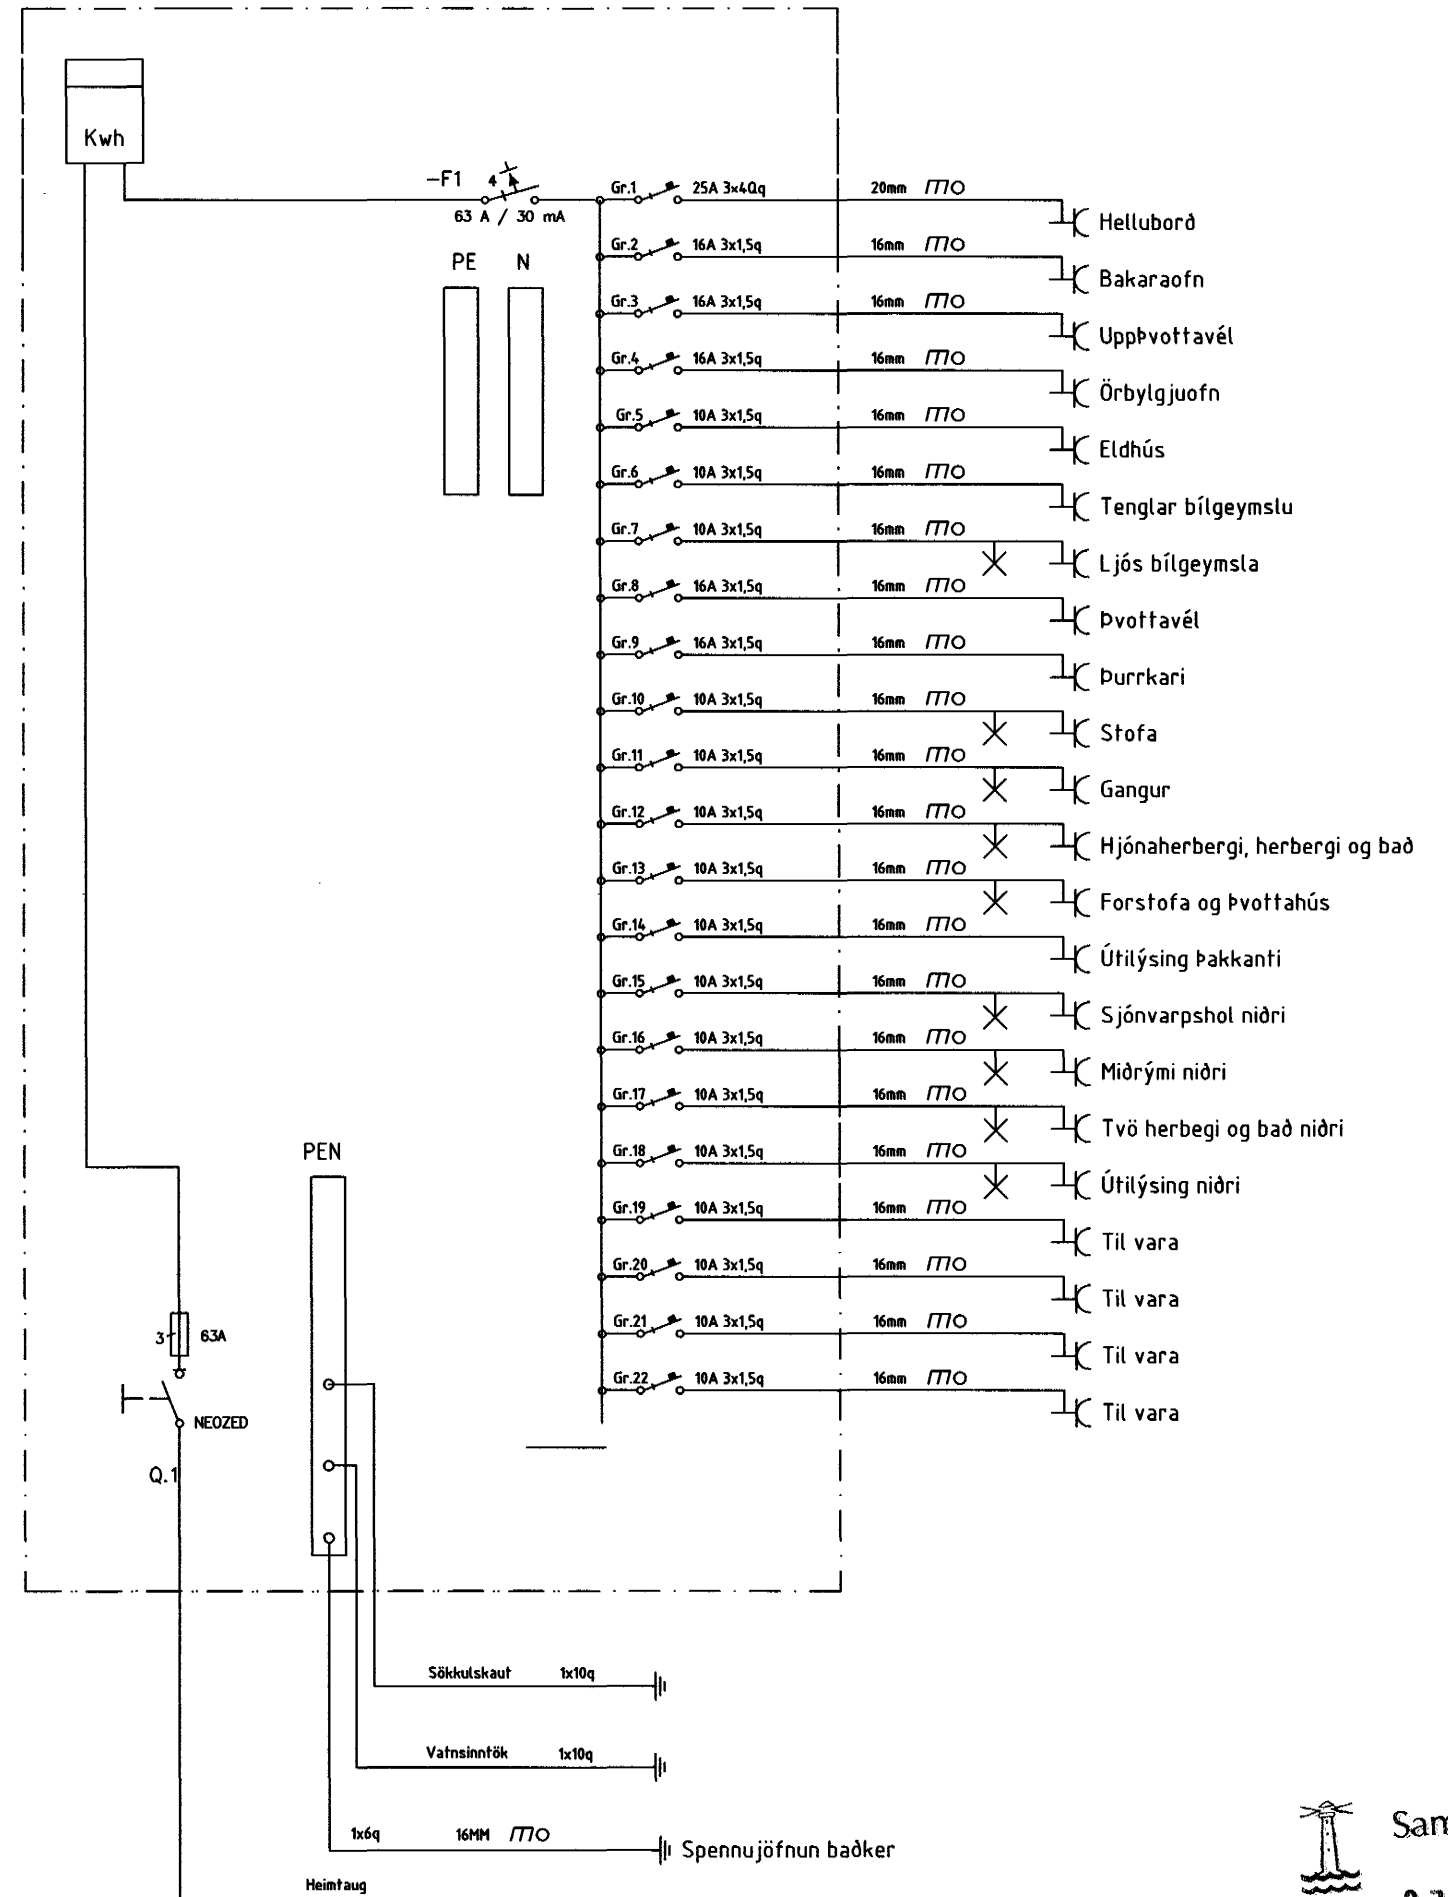 Kwh
-F1 4
63 A / 30 mA
PE N
Gr.1 25A 3x4,0q 20mm Helluborð
Gr.2 16A 3x1,5q 16mm Bakaraofn
Gr.3 16A 3x1,5q 16mm UppÞvottavél
Gr.4 16A 3x1,5q 16mm Örbylgjuofn
Gr.5 10A 3x1,5q 16mm Eldhús
Gr.6 10A 3x1,5q 16mm Tenglar bílgeymslu
Gr.7 10A 3x1,5q 16mm Ljós bílgeymsla
Gr.8 16A 3x1,5q 16mm Þvottavél
Gr.9 16A 3x1,5q 16mm Þurrkari
Gr.10 10A 3x1,5q 16mm Stofa
Gr.11 10A 3x1,5q 16mm Gangur
Gr.12 10A 3x1,5q 16mm Hjónaherbergi, herbergi og bað
Gr.13 10A 3x1,5q 16mm Forstofa og Þvottahús
Gr.14 10A 3x1,5q 16mm Útilýsing Þakkanti
Gr.15 10A 3x1,5q 16mm Sjónvarpshol niðri
Gr.16 10A 3x1,5q 16mm Miðrými niðri
Gr.17 10A 3x1,5q 16mm Tvö herbegi og bað niðri
Gr.18 10A 3x1,5q 16mm Útilýsing niðri
Gr.19 10A 3x1,5q 16mm Til vara
Gr.20 10A 3x1,5q 16mm Til vara
Gr.21 10A 3x1,5q 16mm Til vara
Gr.22 10A 3x1,5q 16mm Til vara
PEN
3 63A
NEOZED
Q.1
Sökkulskaut 1x10q
Vatnsinntök 1x10q
1x6q 16MM Spennujöfnun baðker
Heimtaug
Sam